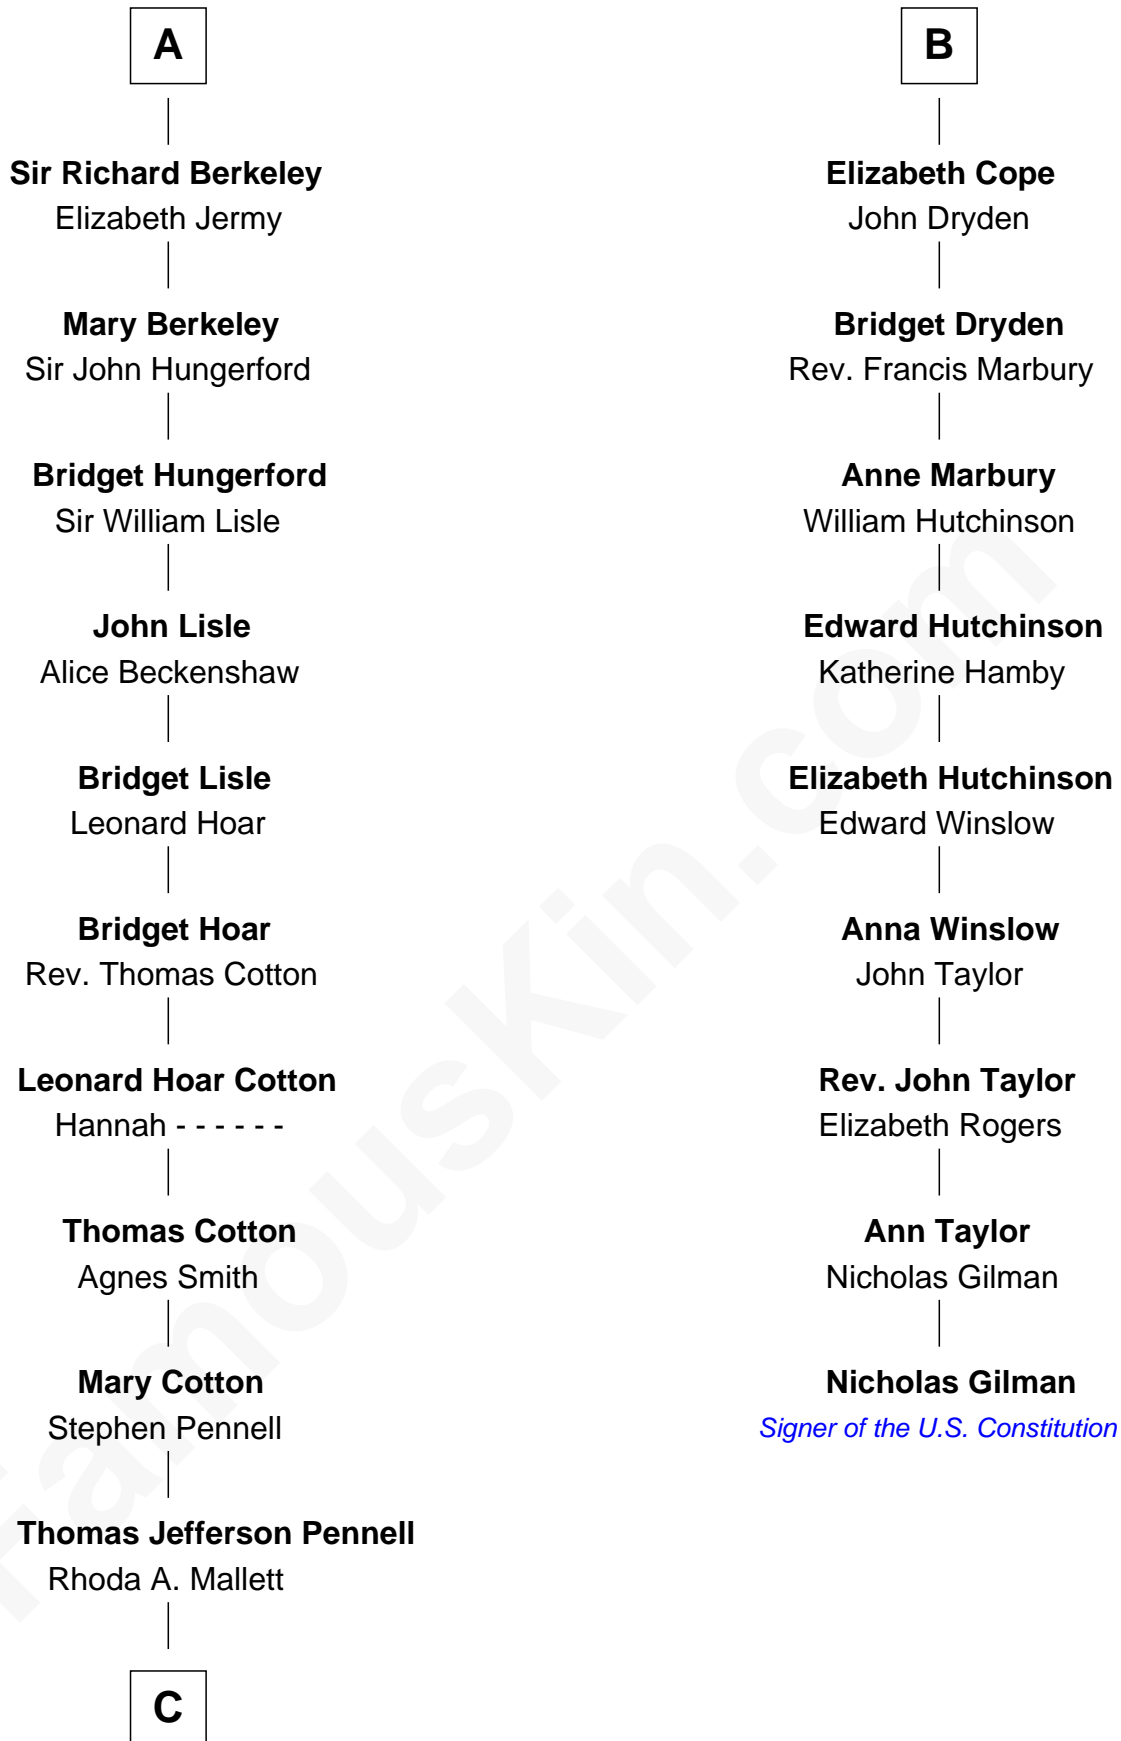 A
Sir Richard Berkeley
Elizabeth Jermy
Mary Berkeley
Sir John Hungerford
Bridget Hungerford
Sir William Lisle
John Lisle
Alice Beckenshaw
Bridget Lisle
Leonard Hoar
Bridget Hoar
Rev. Thomas Cotton
Leonard Hoar Cotton
Hannah - - - - - -
Thomas Cotton
Agnes Smith
Mary Cotton
Stephen Pennell
Thomas Jefferson Pennell
Rhoda A. Mallett
C
B
Elizabeth Cope
John Dryden
Bridget Dryden
Rev. Francis Marbury
Anne Marbury
William Hutchinson
Edward Hutchinson
Katherine Hamby
Elizabeth Hutchinson
Edward Winslow
Anna Winslow
John Taylor
Rev. John Taylor
Elizabeth Rogers
Ann Taylor
Nicholas Gilman
Nicholas Gilman
Signer of the U.S. Constitution
FamousKin.com